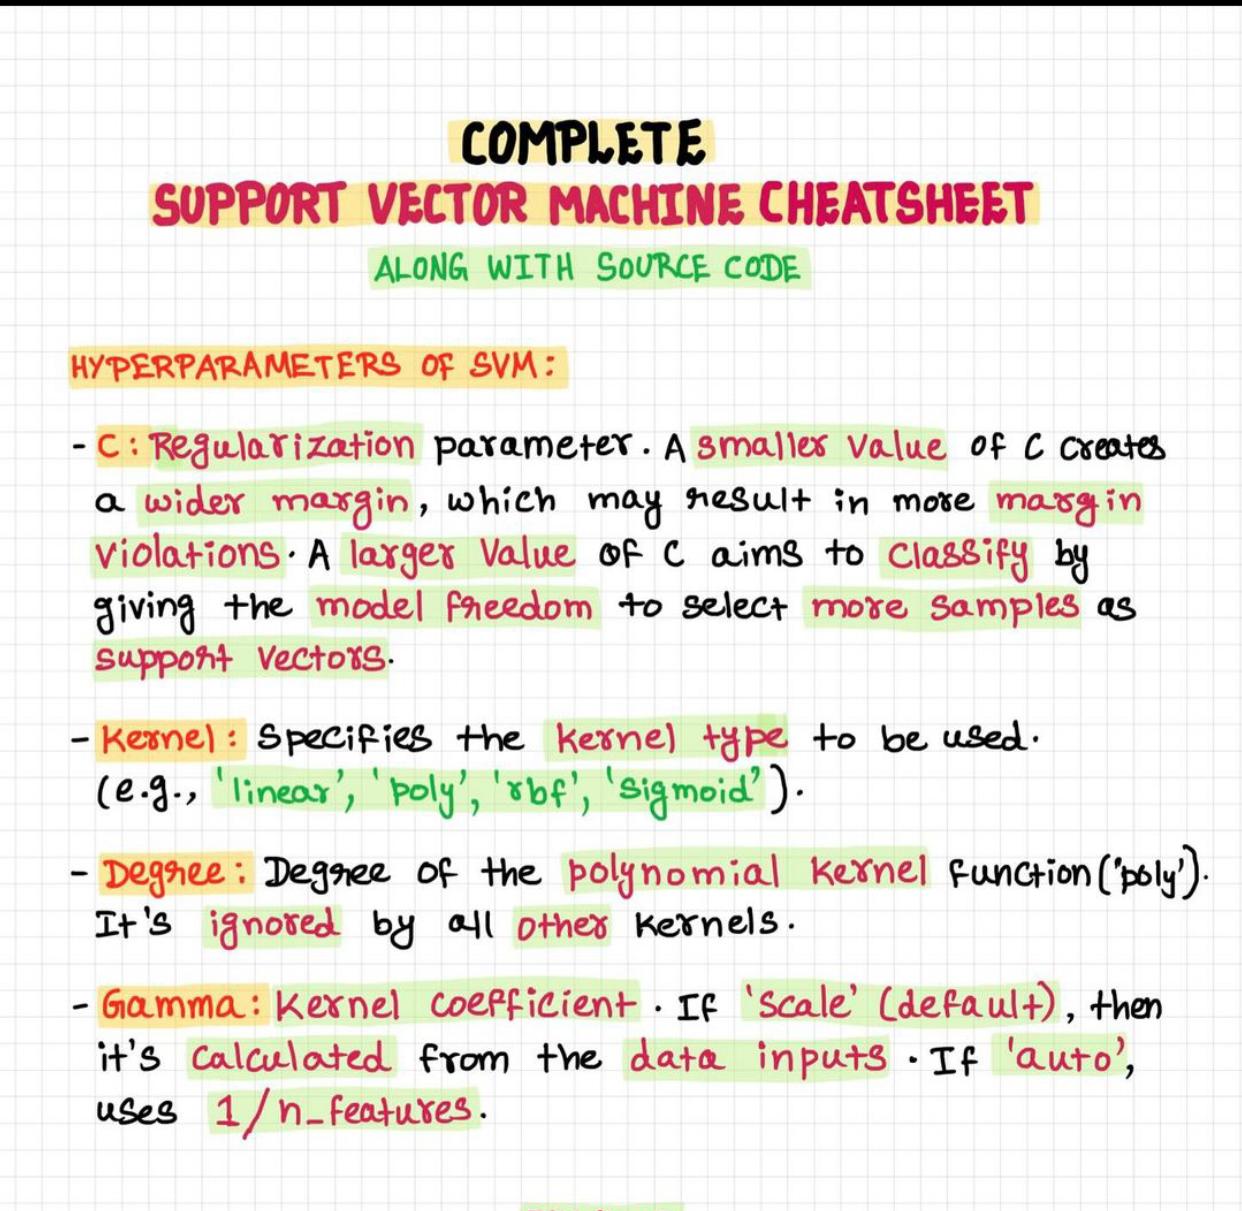 COMPLETE
SUPPORT VECTOR MACHINE CHEATSHEET
ALONG WITH SOURCE CODE
HYPERPARAMETERS OF SVM:
- C: Regularization parameter. A smaller value of C creates
a wider margin, which may result in more margin
violations. A larger value of C aims to classify by
giving the model freedom to select more samples as
support vectors.
- Kernel: Specifies the kernel type to be used.
(e.g., 'linear', 'poly', 'rbf', 'sigmoid').
- Degree: Degree of the polynomial kernel function('poly').
It's ignored by all other kernels.
- Gamma: Kernel coefficient. If 'scale' (default), then
it's calculated from the data inputs. If 'auto',
uses 1/n_features.